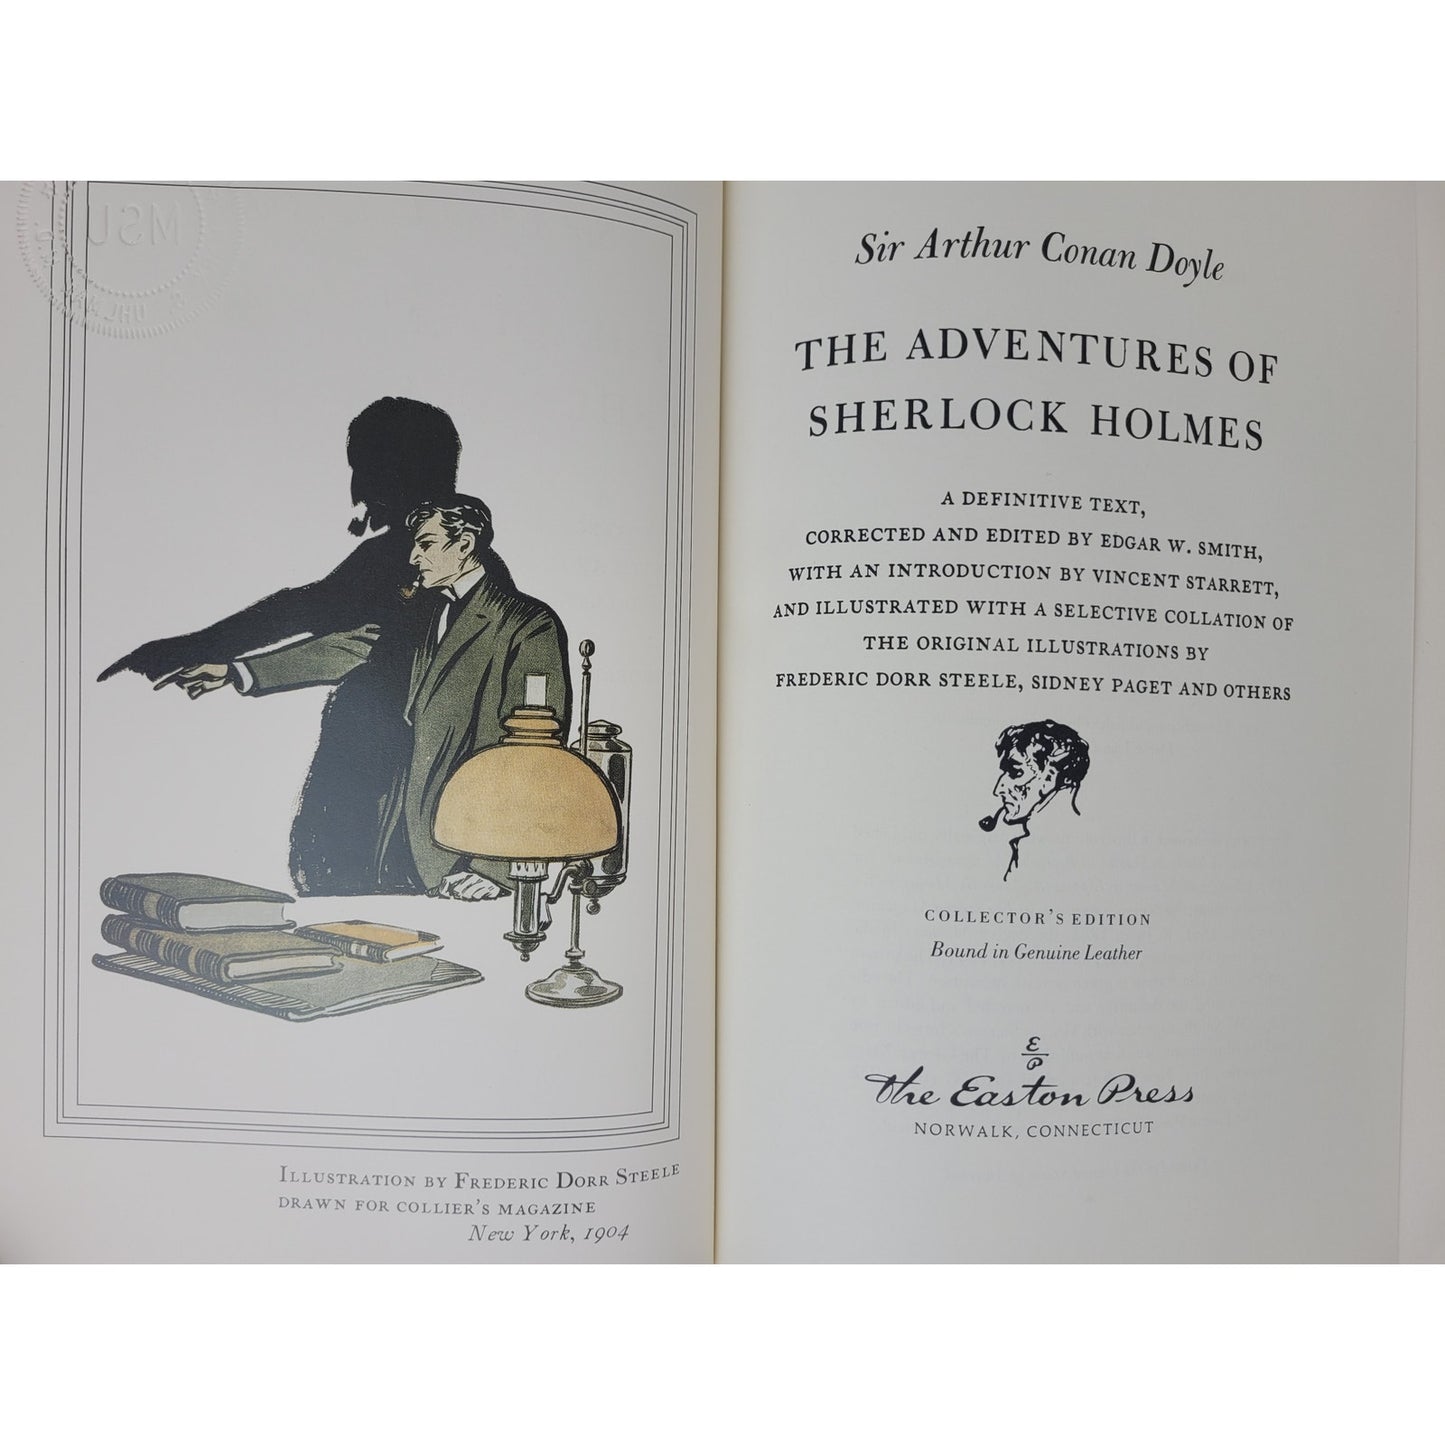 MSU
Illustration by Frederic Dorr Steele
drawn for Collier's Magazine
New York, 1904
Sir Arthur Conan Doyle
THE ADVENTURES OF
SHERLOCK HOLMES
A DEFINITIVE TEXT,
CORRECTED AND EDITED BY EDGAR W. SMITH,
WITH AN INTRODUCTION BY VINCENT STARRETT,
AND ILLUSTRATED WITH A SELECTIVE COLLATION OF
THE ORIGINAL ILLUSTRATIONS BY
FREDERIC DORR STEELE, SIDNEY PAGET AND OTHERS
COLLECTOR'S EDITION
Bound in Genuine Leather
E
P
The Easton Press
NORWALK, CONNECTICUT